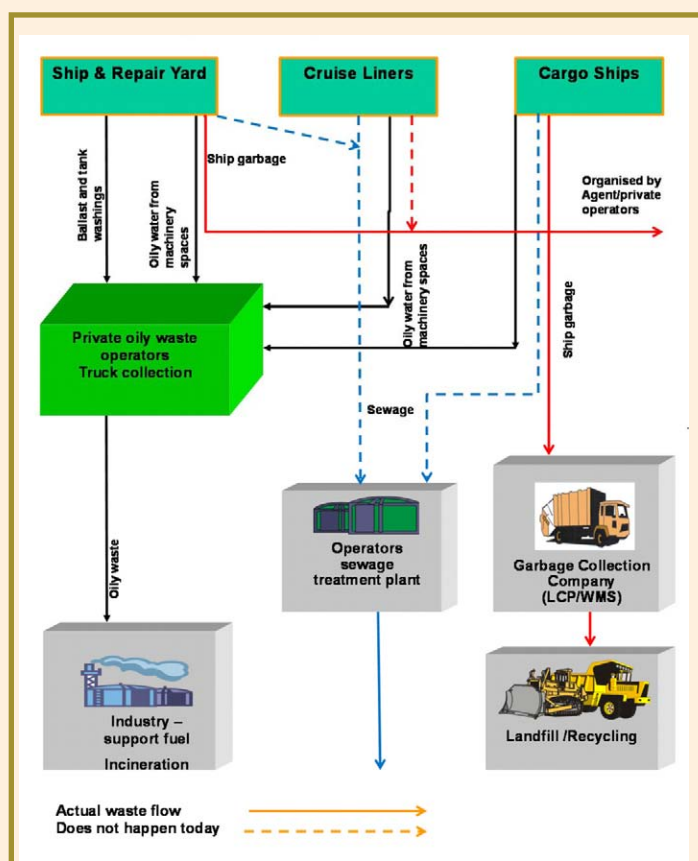 Ship & Repair Yard
Cruise Liners
Cargo Ships
Ballast and tank
washings
Oily water from
machinery
spaces
Ship garbage
Organised by
Agent/private
operators
Oily water from
machinery spaces
Ship garbage
Private oily waste
operators
Truck collection
Sewage
Oily waste
Operators
sewage
treatment plant
Garbage Collection
Company
(LCP/WMS)
Industry –
support fuel
Incineration
Landfill /Recycling
Actual waste flow
Does not happen today